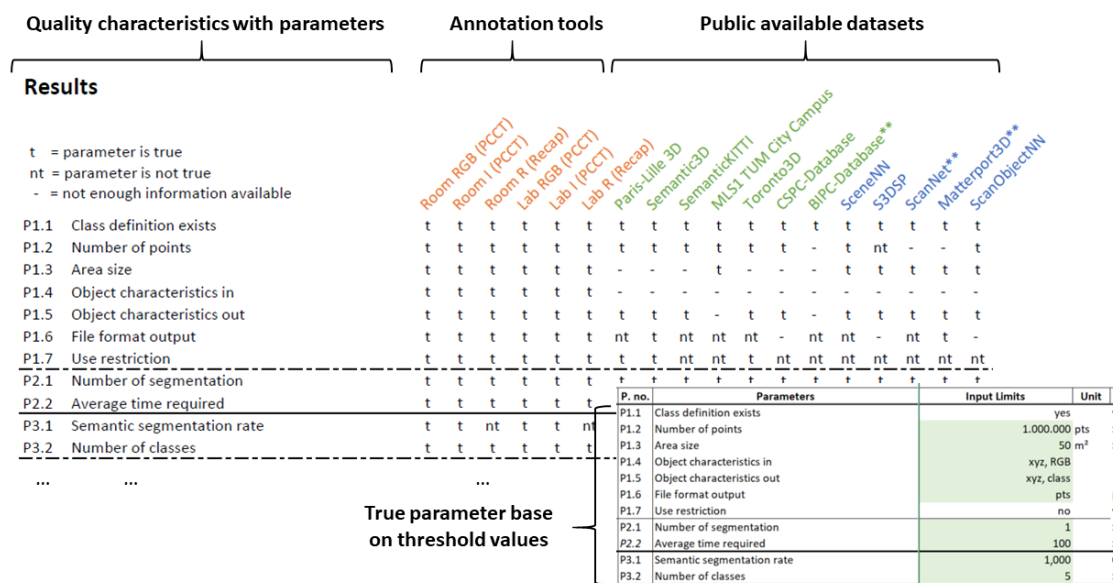 Quality characteristics with parameters
Annotation tools
Public available datasets
Results
t = parameter is true
nt = parameter is not true
- = not enough information available
Room RGB (PCCT)
Room I (PCCT)
Room R (Recap)
Lab RGB (PCCT)
Lab I (PCCT)
Lab R (Recap)
Paris-Lille 3D
Semantic3D
SemanticKITTI
MLS1 TUM City Campus
Toronto3D
CSPC-Database
BIPC-Database**
SceneNN
S3DSP
ScanNet**
Matterport3D**
ScanObjectNN
P1.1 Class definition exists t t t t t t t t t t t t t t t t t t
P1.2 Number of points t t t t t t t t t t t t - t nt - - t
P1.3 Area size t t t t t t - - - t - - - t t t t t
P1.4 Object characteristics in t t t t t t - - - - - - - - - - - -
P1.5 Object characteristics out t t t t t t t t t - t t - t t t t t
P1.6 File format output t t t t t t nt t nt nt nt - nt nt - nt t -
P1.7 Use restriction t t t t t t t t nt nt t nt nt nt nt nt nt nt
P2.1 Number of segmentation t t t t t t t t t t t t t t t t t t
P2.2 Average time required t t t t t t
P3.1 Semantic segmentation rate t t nt t t nt
P3.2 Number of classes t t t t t t
... ... ...
True parameter base
on threshold values
P. no. Parameters Input Limits Unit
P1.1 Class definition exists yes
P1.2 Number of points 1.000.000 pts
P1.3 Area size 50 m²
P1.4 Object characteristics in xyz, RGB
P1.5 Object characteristics out xyz, class
P1.6 File format output pts
P1.7 Use restriction no
P2.1 Number of segmentation 1
P2.2 Average time required 100
P3.1 Semantic segmentation rate 1,000
P3.2 Number of classes 5